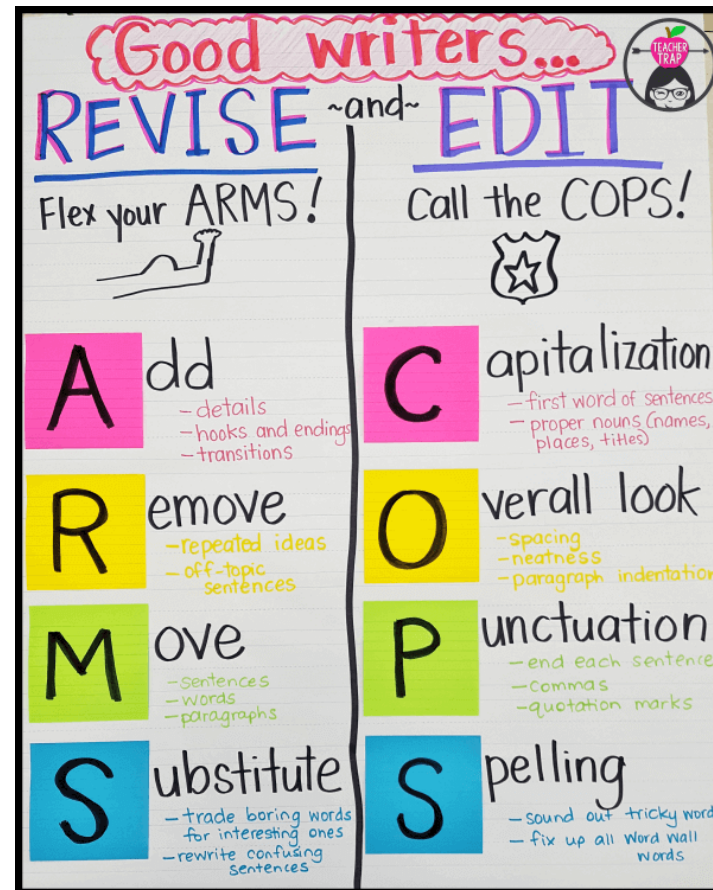 Good writers...
TEACHER
TRAP
REVISE ~and~ EDIT
Flex your ARMS!
Add
- details
- hooks and endings
- transitions
Remove
- repeated ideas
- off-topic
sentences
Move
- sentences
- words
- paragraphs
Substitute
- trade boring words
for interesting ones
- rewrite confusing
sentences
Call the COPS!
Capitalization
- first word of sentences
- proper nouns (names,
places, titles)
Overall look
- spacing
- neatness
- paragraph indentation
Punctuation
- end each sentence
- commas
- quotation marks
Spelling
- sound out tricky word
- fix up all Word Wall
words